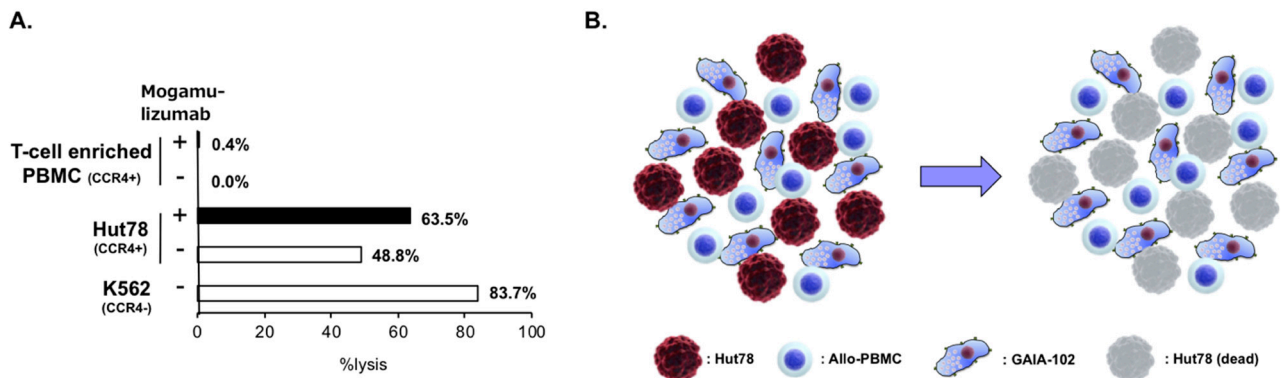 A.
Mogamu-
lizumab
T-cell enriched
PBMC (CCR4+)
+
0.4%
-
0.0%
Hut78
(CCR4+)
+
63.5%
-
48.8%
K562
(CCR4-)
-
83.7%
0 20 40 60 80 100
%lysis
B.
: Hut78 : Allo-PBMC : GAIA-102 : Hut78 (dead)